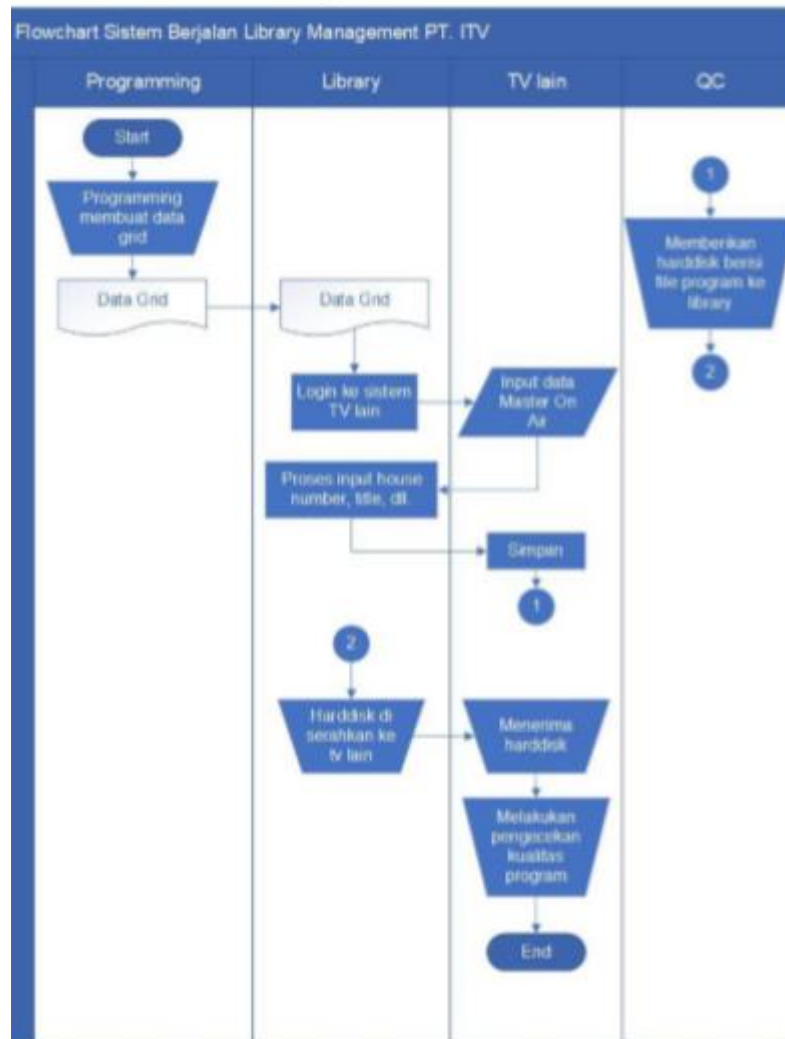 Flowchart Sistem Berjalan Library Management PT. ITV
Programming
Library
TV lain
QC
Start
Programming
membuat data
grid
Data Grid
Data Grid
Login ke sistem
TV lain
Input data
Master On
Air
Proses input house
number, title, dll.
Simpan
1
1
Memberikan
harddisk berisi
file program ke
library
2
2
Harddisk di
serahkan ke
tv lain
Menerima
harddisk
Melakukan
pengecekan
kualitas
program
End